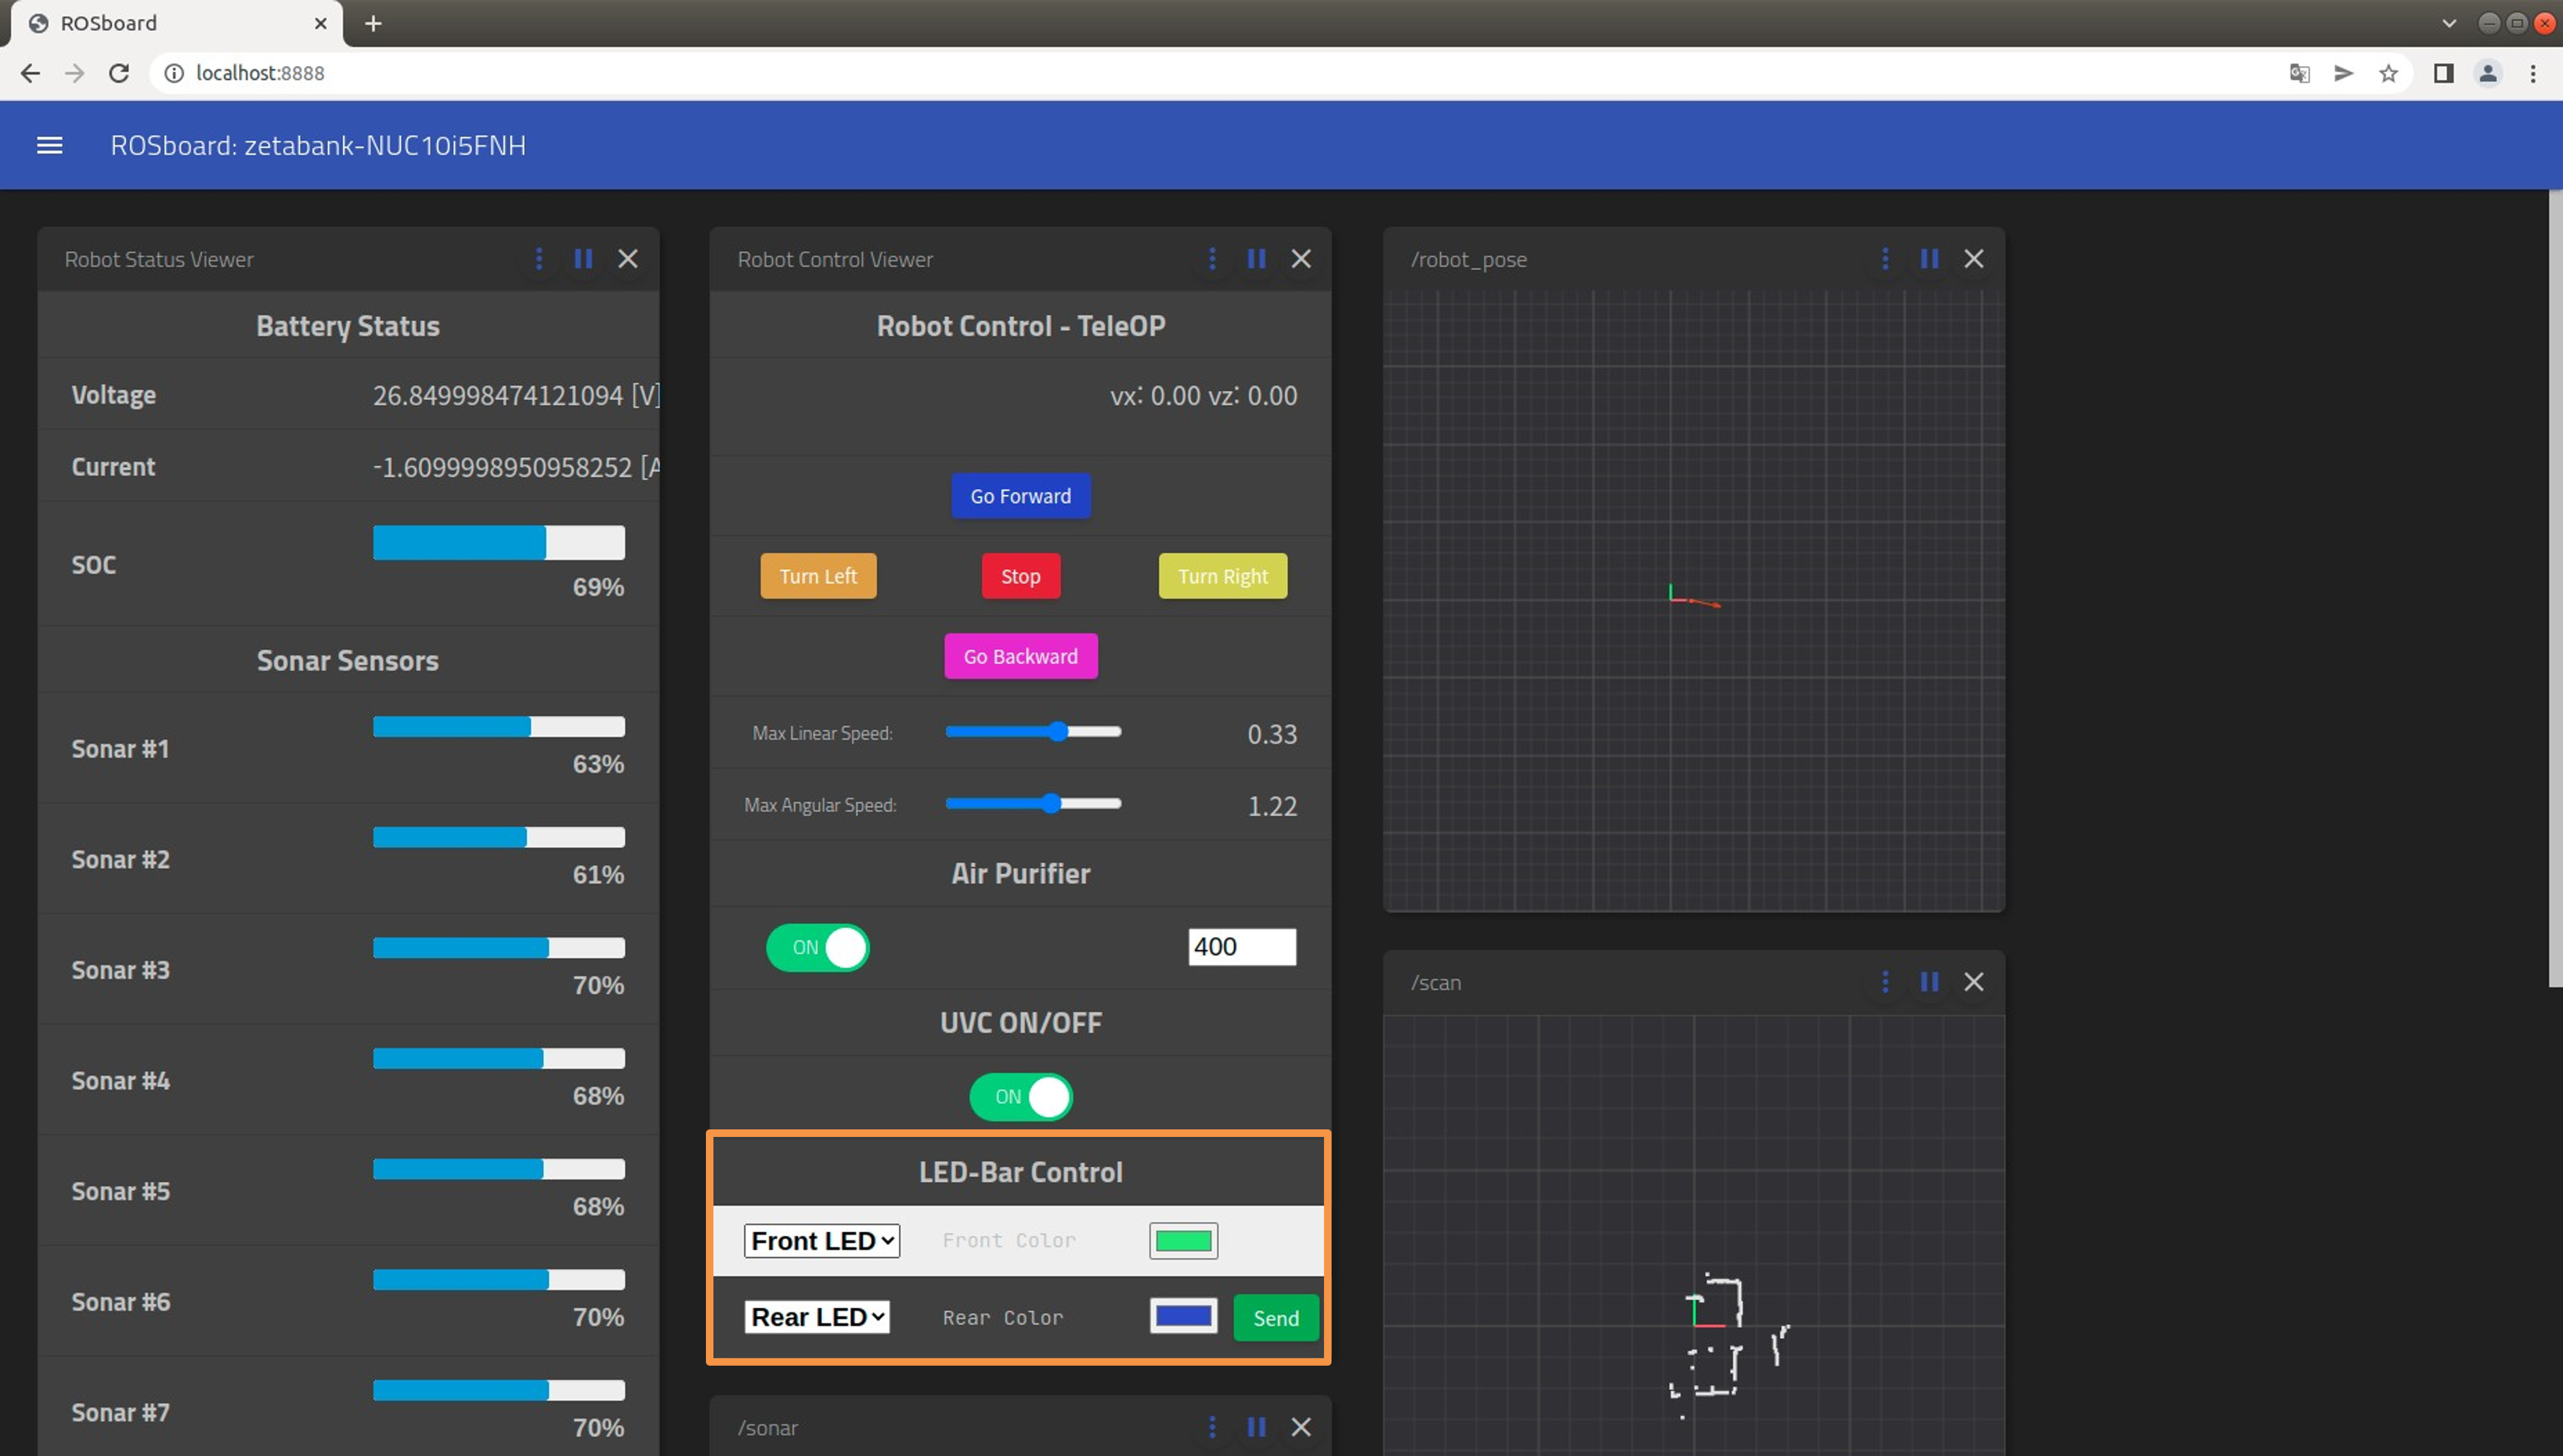 ROSboard
localhost:8888
ROSboard: zetabank-NUC10i5FNH
Robot Status Viewer
Battery Status
Voltage 26.849998474121094 [V]
Current -1.6099998950958252 [A
SOC
69%
Sonar Sensors
Sonar #1
63%
Sonar #2
61%
Sonar #3
70%
Sonar #4
68%
Sonar #5
68%
Sonar #6
70%
Sonar #7
70%
Robot Control Viewer
Robot Control - TeleOP
vx: 0.00 vz: 0.00
Go Forward
Turn Left Stop Turn Right
Go Backward
Max Linear Speed: 0.33
Max Angular Speed: 1.22
Air Purifier
ON 400
UVC ON/OFF
ON
LED-Bar Control
Front LED Front Color
Rear LED Rear Color Send
/sonar
/robot_pose
/scan